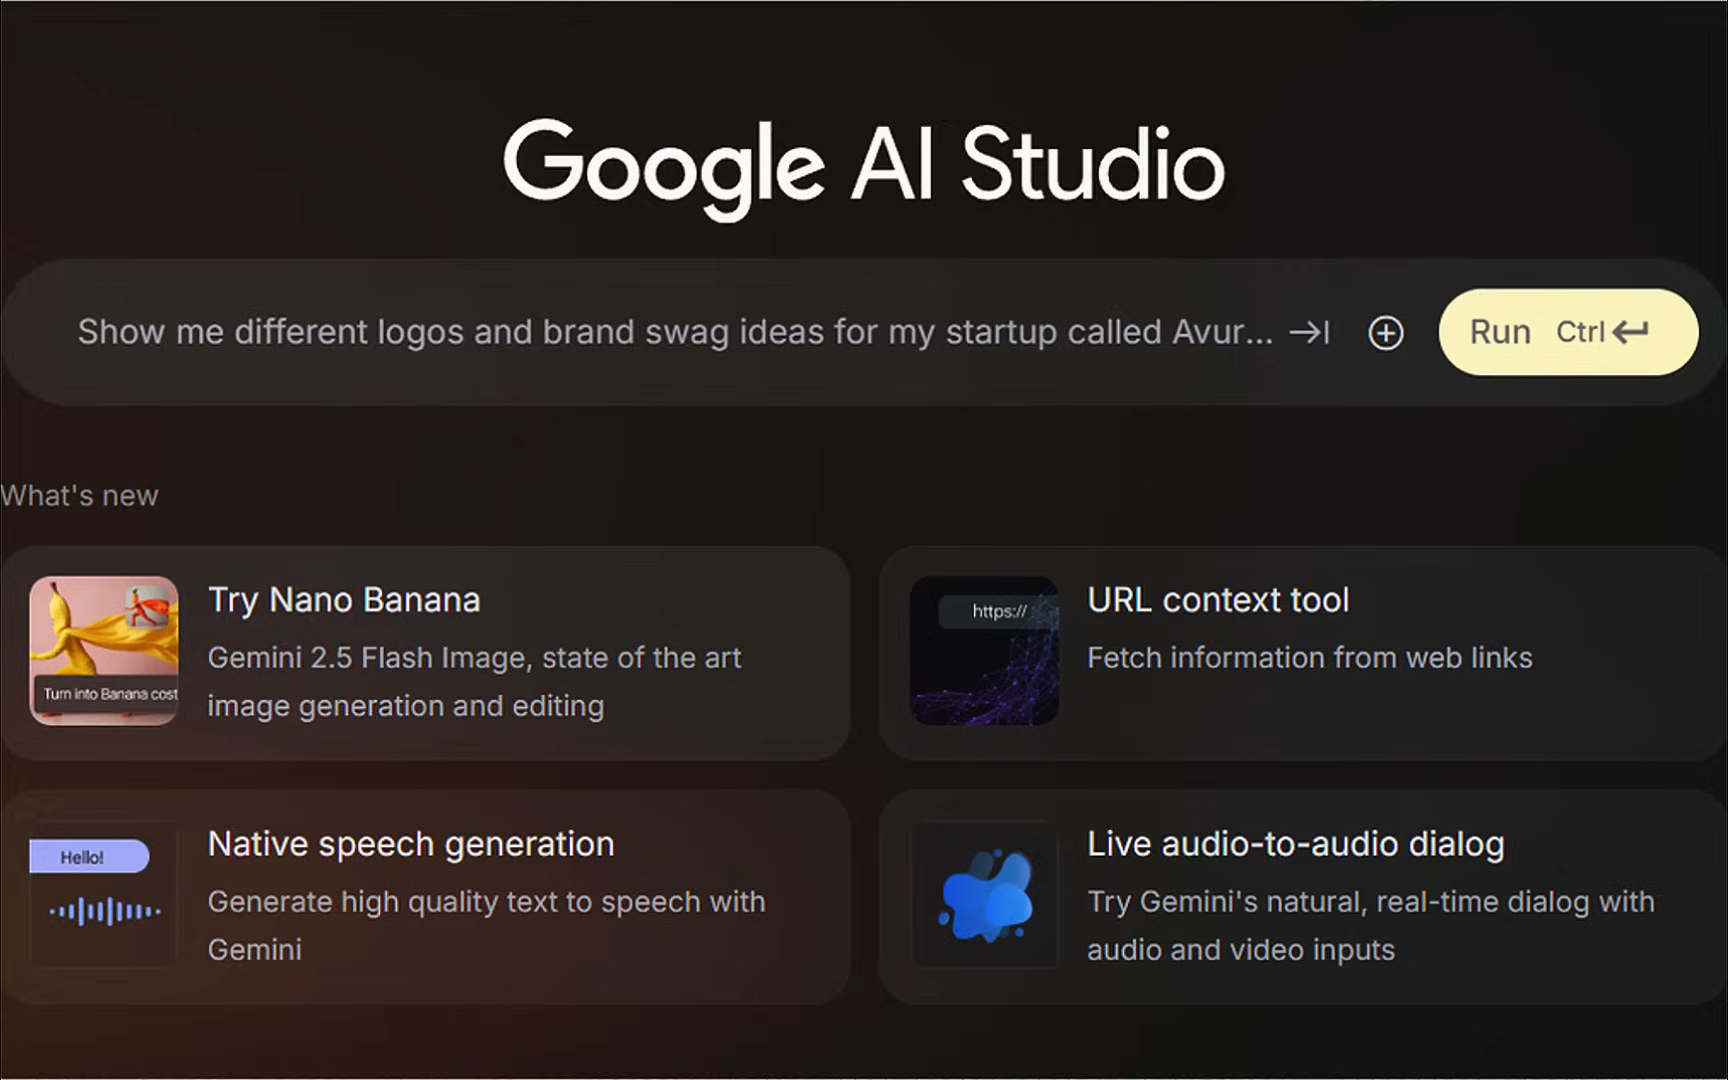 Google AI Studio
Show me different logos and brand swag ideas for my startup called Avur...
Run Ctrl
What's new
Turn into Banana cost
Try Nano Banana
Gemini 2.5 Flash Image, state of the art
image generation and editing
https://
URL context tool
Fetch information from web links
Hello!
Native speech generation
Generate high quality text to speech with
Gemini
Live audio-to-audio dialog
Try Gemini's natural, real-time dialog with
audio and video inputs